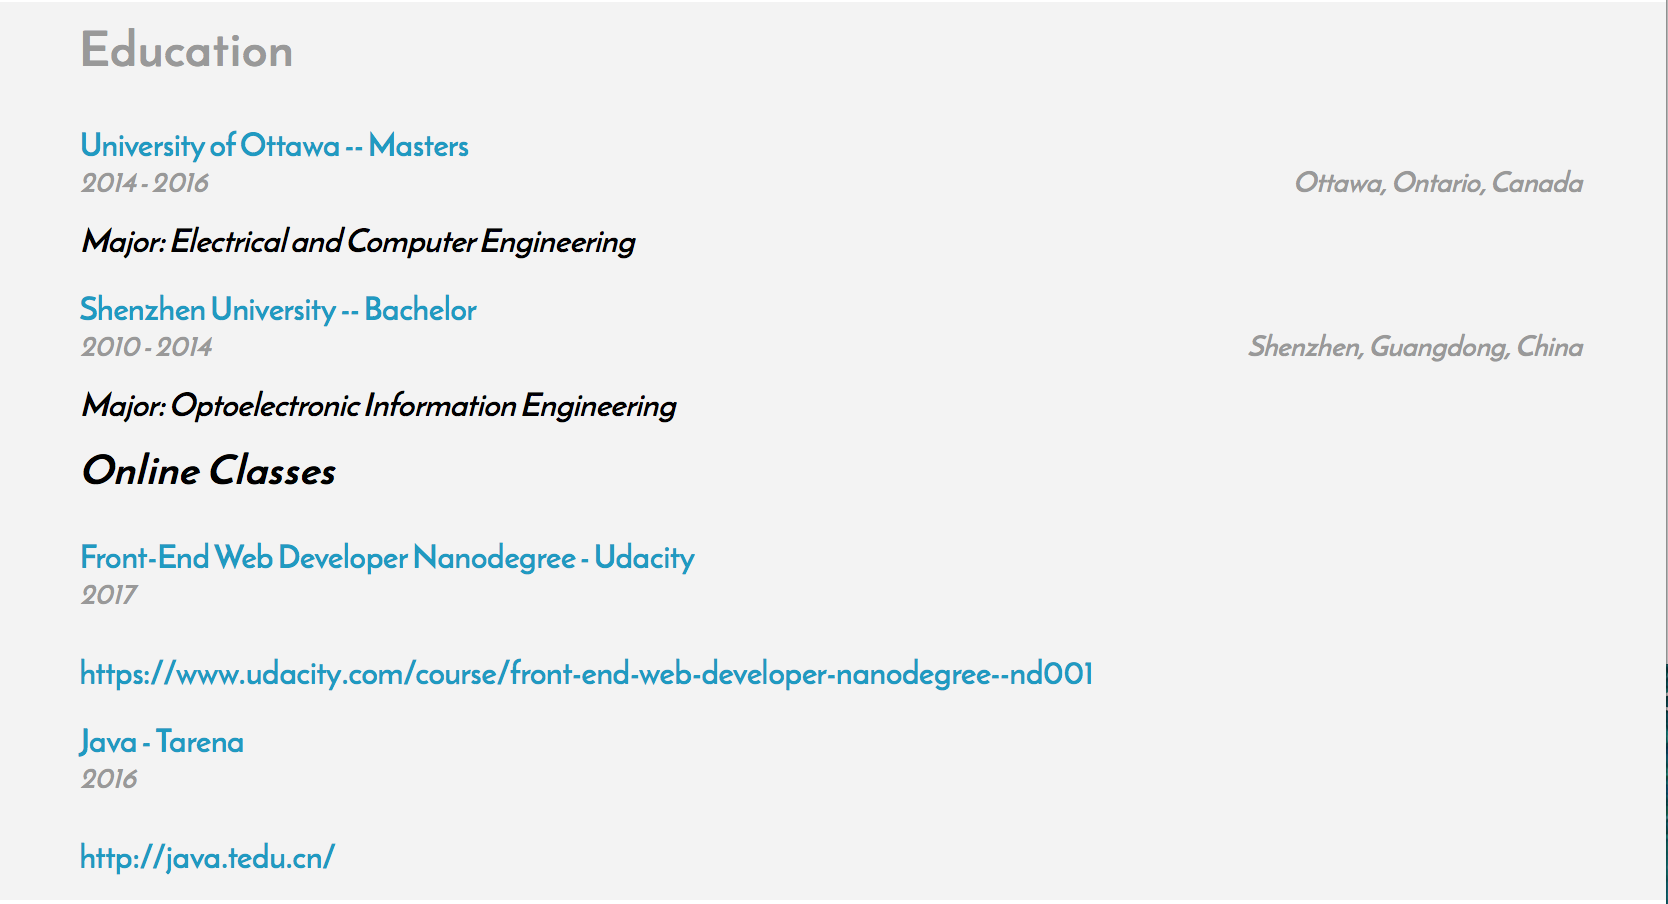 Education
University of Ottawa -- Masters
2014 - 2016
Ottawa, Ontario, Canada
Major: Electrical and Computer Engineering
Shenzhen University -- Bachelor
2010 - 2014
Shenzhen, Guangdong, China
Major: Optoelectronic Information Engineering
Online Classes
Front-End Web Developer Nanodegree - Udacity
2017
https://www.udacity.com/course/front-end-web-developer-nanodegree--nd001
Java - Tarena
2016
http://java.tedu.cn/